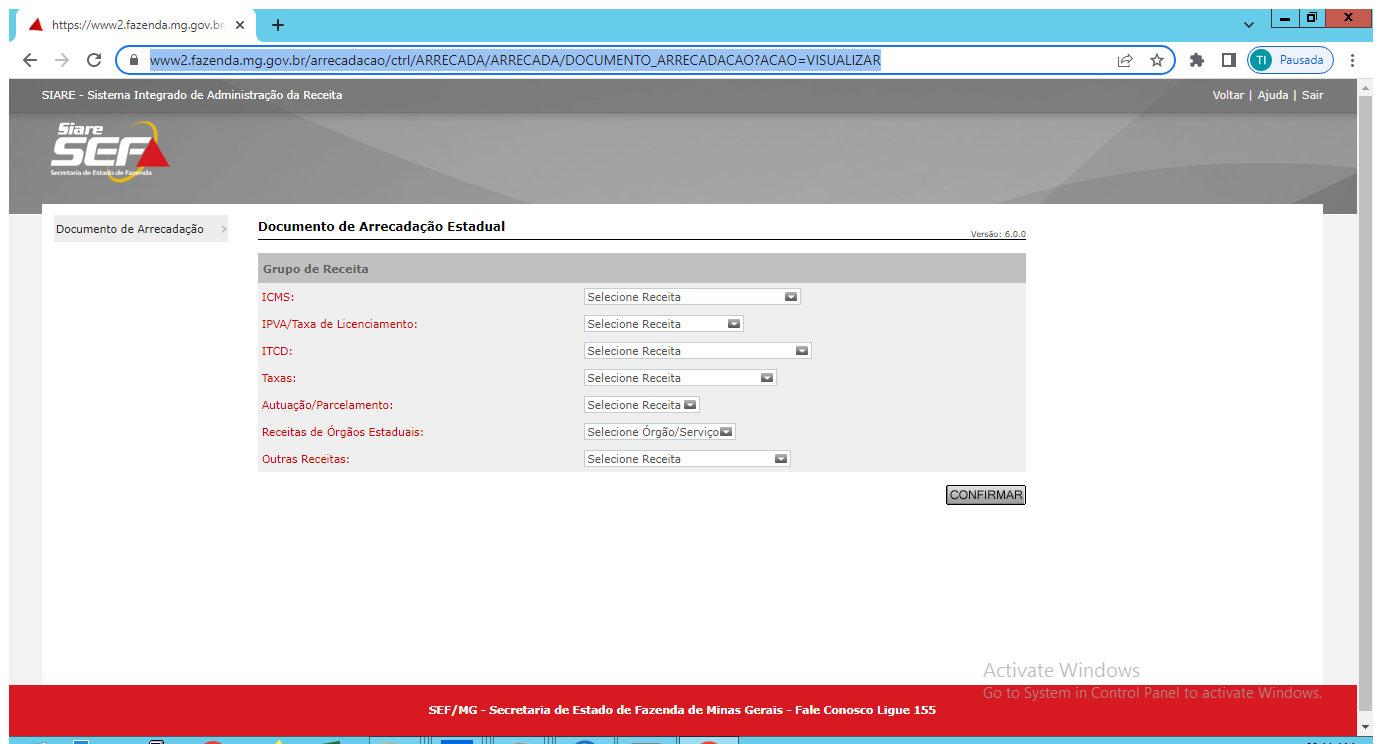 https://www2.fazenda.mg.gov.br
www2.fazenda.mg.gov.br/arrecadacao/ctrl/ARRECADA/ARRECADA/DOCUMENTO_ARRECADACAO?ACAO=VISUALIZAR
TI Pausada
SIARE - Sistema Integrado de Administração da Receita
Voltar | Ajuda | Sair
Siare
SEF
Secretaria de Estado de Fazenda
Documento de Arrecadação >
Documento de Arrecadação Estadual
Versão: 6.0.0
Grupo de Receita
ICMS: Selecione Receita
IPVA/Taxa de Licenciamento: Selecione Receita
ITCD: Selecione Receita
Taxas: Selecione Receita
Autuação/Parcelamento: Selecione Receita
Receitas de Órgãos Estaduais: Selecione Órgão/Serviço
Outras Receitas: Selecione Receita
CONFIRMAR
Activate Windows
Go to System in Control Panel to activate Windows.
SEF/MG - Secretaria de Estado de Fazenda de Minas Gerais - Fale Conosco Ligue 155